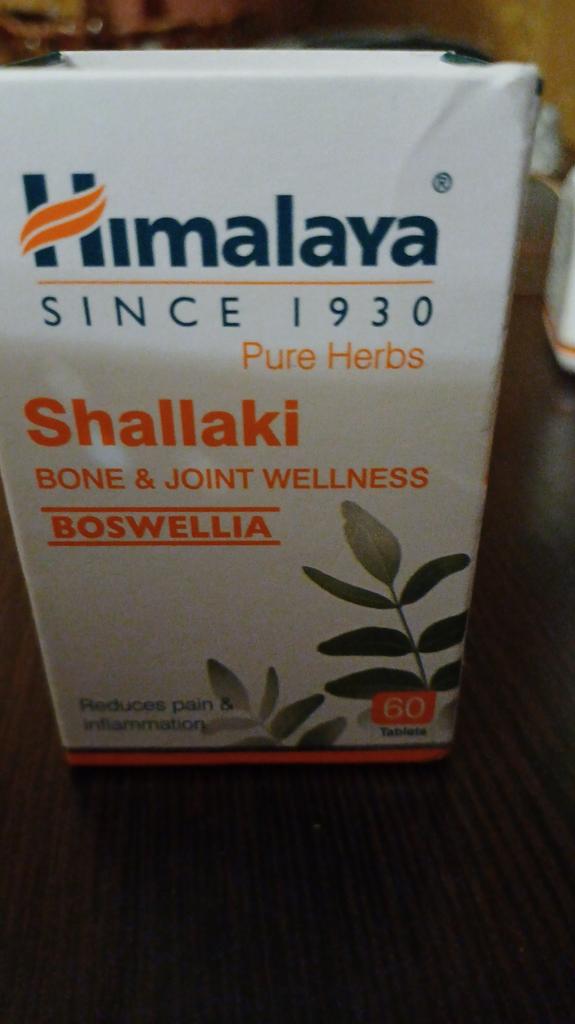 Himalaya®
SINCE 1930
Pure Herbs
Shallaki
BONE & JOINT WELLNESS
BOSWELLIA
Reduces pain &
inflammation
60
Tablets